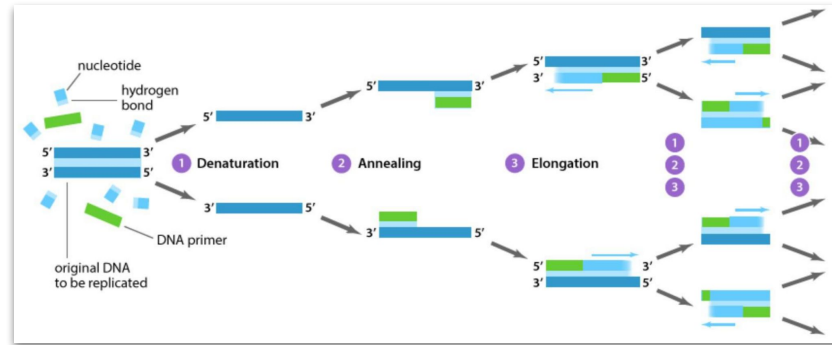 nucleotide
hydrogen
bond
5′ 3′
3′ 5′
DNA primer
original DNA
to be replicated
5′ 3′
1 Denaturation
3′ 5′
5′ 3′
2 Annealing
3′ 5′
5′ 3′
3′ 5′
3 Elongation
5′ 3′
3′ 5′
1
2
3
1
2
3